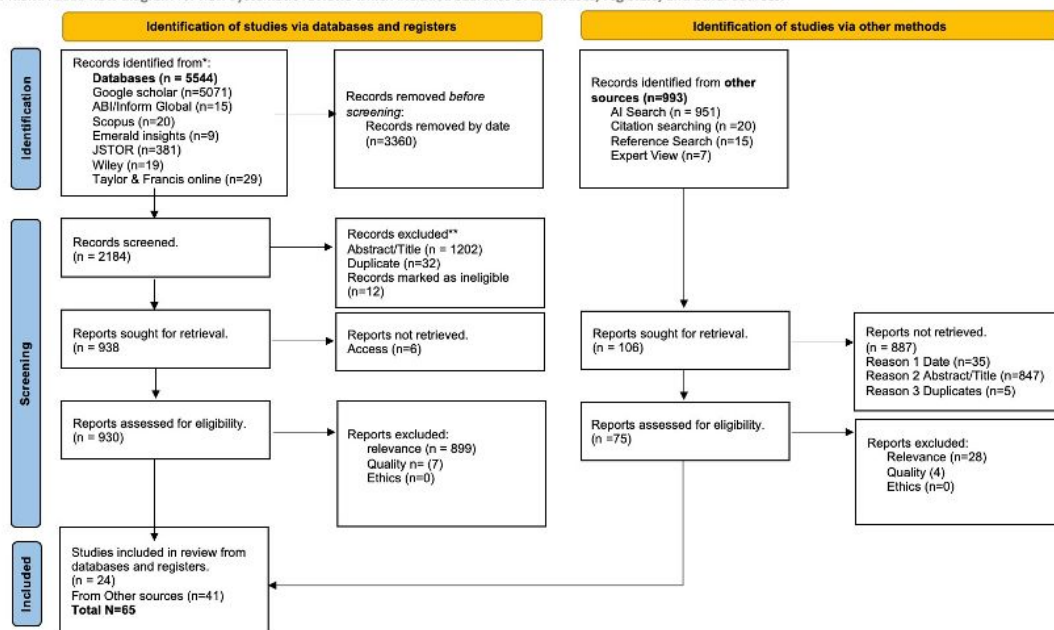 Identification of studies via databases and registers
Identification of studies via other methods
Identification
Records identified from*:
Databases (n = 5544)
Google scholar (n=5071)
ABI/Inform Global (n=15)
Scopus (n=20)
Emerald insights (n=9)
JSTOR (n=381)
Wiley (n=19)
Taylor & Francis online (n=29)
Records removed before
screening:
Records removed by date
(n=3360)
Records identified from other
sources (n=993)
AI Search (n = 951)
Citation searching (n =20)
Reference Search (n=15)
Expert View (n=7)
Screening
Records screened.
(n = 2184)
Records excluded**
Abstract/Title (n = 1202)
Duplicate (n=32)
Records marked as ineligible
(n=12)
Reports sought for retrieval.
(n = 938
Reports not retrieved.
Access (n=6)
Reports sought for retrieval.
(n = 106)
Reports not retrieved.
(n = 887)
Reason 1 Date (n=35)
Reason 2 Abstract/Title (n=847)
Reason 3 Duplicates (n=5)
Reports assessed for eligibility.
(n = 930)
Reports excluded:
relevance (n = 899)
Quality n= (7)
Ethics (n=0)
Reports assessed for eligibility.
(n =75)
Reports excluded:
Relevance (n=28)
Quality (4)
Ethics (n=0)
Included
Studies included in review from
databases and registers.
(n = 24)
From Other sources (n=41)
Total N=65